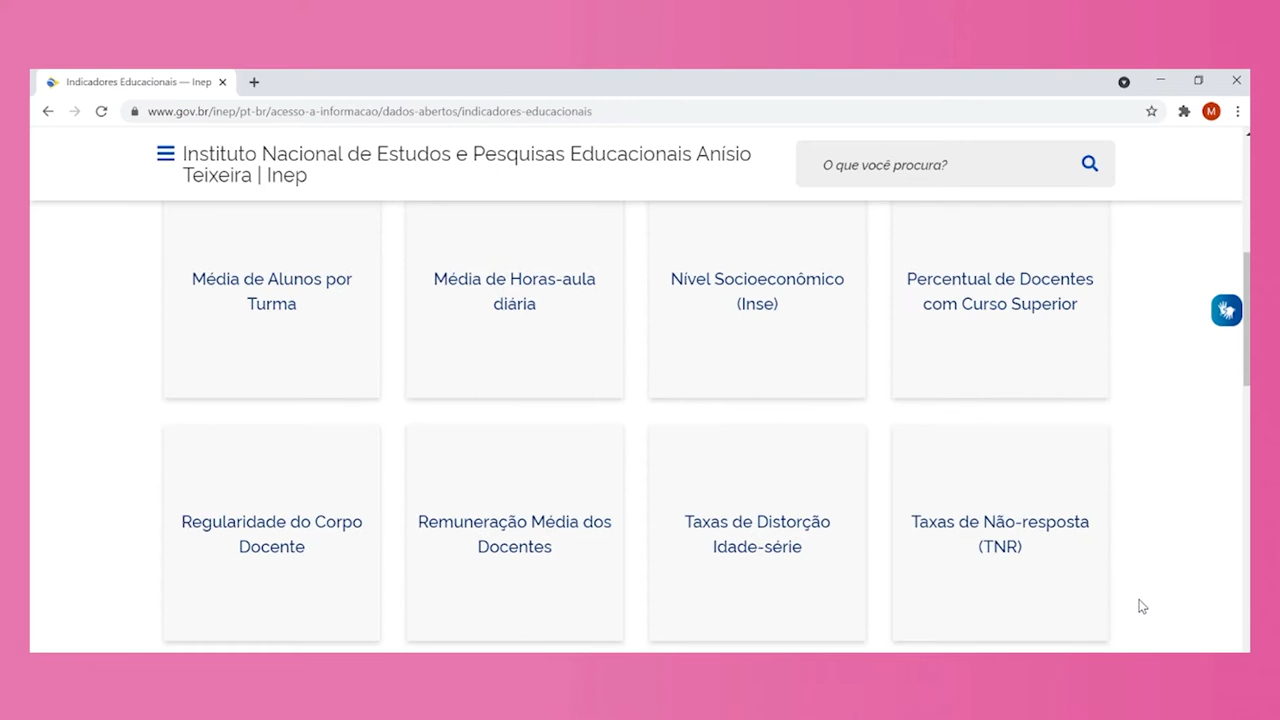 Indicadores Educacionais — Inep
www.gov.br/inep/pt-br/acesso-a-informacao/dados-abertos/indicadores-educacionais
M
Instituto Nacional de Estudos e Pesquisas Educacionais Anísio
Teixeira | Inep
O que você procura?
Média de Alunos por
Turma
Média de Horas-aula
diária
Nível Socioeconômico
(Inse)
Percentual de Docentes
com Curso Superior
Regularidade do Corpo
Docente
Remuneração Média dos
Docentes
Taxas de Distorção
Idade-série
Taxas de Não-resposta
(TNR)